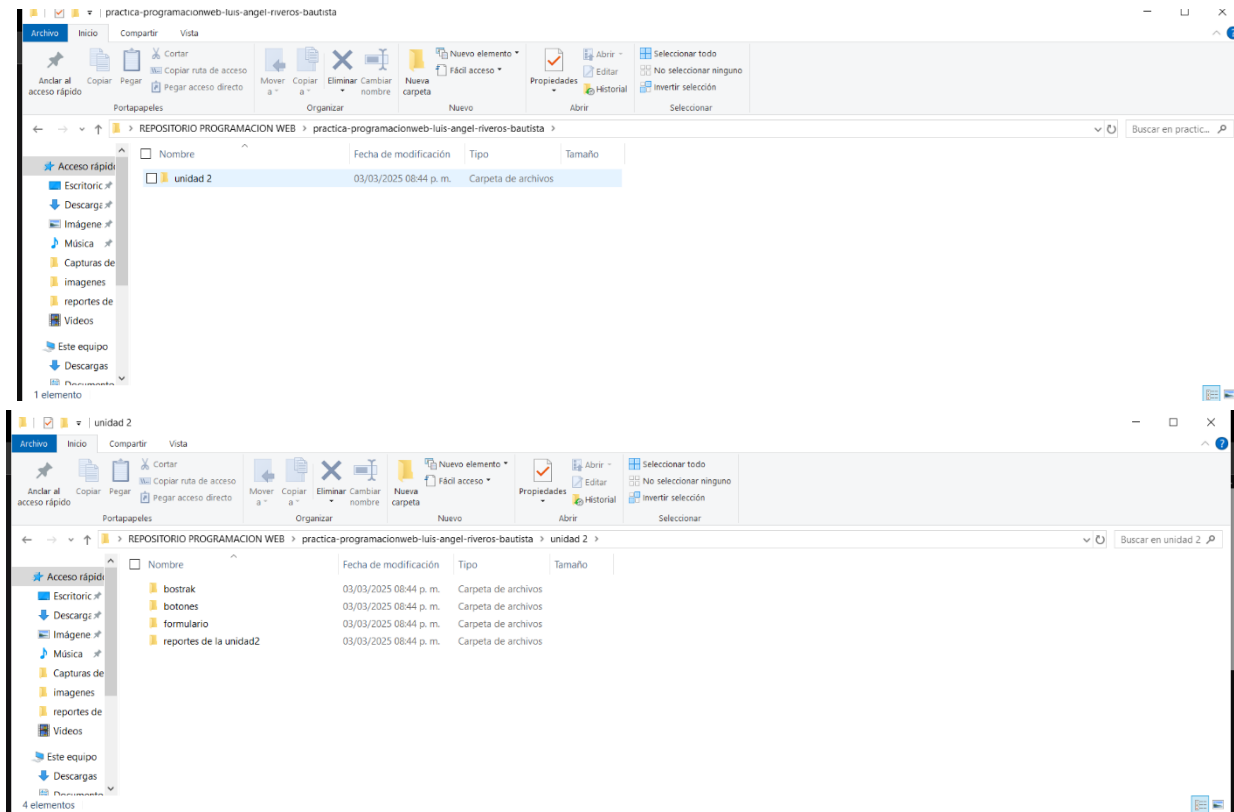 practica-programacionweb-luis-angel-riveros-bautista
Archivo Inicio Compartir Vista
Anclar al acceso rápido
Copiar
Pegar
Cortar
Copiar ruta de acceso
Pegar acceso directo
Mover a
Copiar a
Eliminar
Cambiar nombre
Nueva carpeta
Nuevo elemento
Fácil acceso
Propiedades
Abrir
Editar
Historial
Seleccionar todo
No seleccionar ninguno
Invertir selección
Portapapeles Organizar Nuevo Abrir Seleccionar
REPOSITORIO PROGRAMACION WEB > practica-programacionweb-luis-angel-riveros-bautista > Buscar en practic...
Nombre Fecha de modificación Tipo Tamaño
unidad 2 03/03/2025 08:44 p. m. Carpeta de archivos
Acceso rápid
Escritoric
Descarga
Imágene
Música
Capturas de
imagenes
reportes de
Videos
Este equipo
Descargas
1 elemento
unidad 2
Archivo Inicio Compartir Vista
Anclar al acceso rápido
Copiar
Pegar
Cortar
Copiar ruta de acceso
Pegar acceso directo
Mover a
Copiar a
Eliminar
Cambiar nombre
Nueva carpeta
Nuevo elemento
Fácil acceso
Propiedades
Abrir
Editar
Historial
Seleccionar todo
No seleccionar ninguno
Invertir selección
Portapapeles Organizar Nuevo Abrir Seleccionar
REPOSITORIO PROGRAMACION WEB > practica-programacionweb-luis-angel-riveros-bautista > unidad 2 > Buscar en unidad 2
Nombre Fecha de modificación Tipo Tamaño
bostrak 03/03/2025 08:44 p. m. Carpeta de archivos
botones 03/03/2025 08:44 p. m. Carpeta de archivos
formulario 03/03/2025 08:44 p. m. Carpeta de archivos
reportes de la unidad2 03/03/2025 08:44 p. m. Carpeta de archivos
Acceso rápid
Escritoric
Descarga
Imágene
Música
Capturas de
imagenes
reportes de
Videos
Este equipo
Descargas
4 elementos